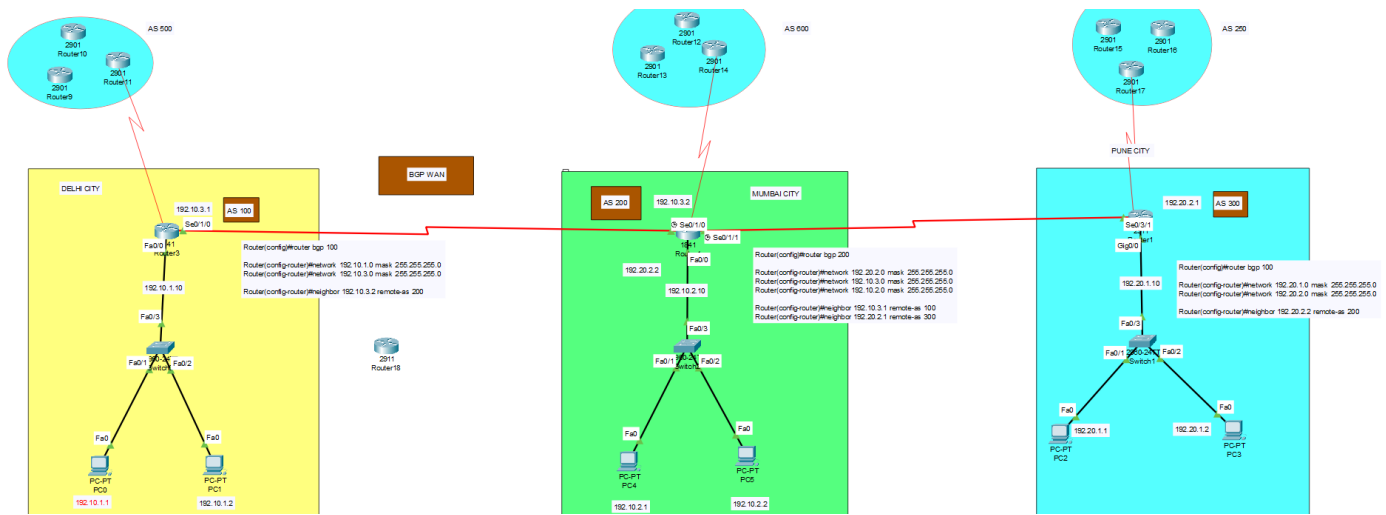 AS 500
2901
Router10
2901
Router11
2901
Router9
Router12
AS 600
2901
Router13
2901
Router14
Router15
Router16
AS 250
2901
Router17
DELHI CITY
BGP WAN
192.10.3.1
AS 100
Se0/1/0
Fa0/0
Router3
Router(config)#router bgp 100
Router(config-router)#network 192.10.1.0 mask 255.255.255.0
Router(config-router)#network 192.10.3.0 mask 255.255.255.0
Router(config-router)#neighbor 192.10.3.2 remote-as 200
192.10.1.10
Fa0/3
Fa0/1
Fa0/2
Fa0
Fa0
PC-PT
PC0
PC-PT
PC1
192.10.1.1
192.10.1.2
2911
Router18
AS 200
192.10.3.2
MUMBAI CITY
Se0/1/0
Se0/1/1
1841
Fa0/0
192.20.2.2
Router(config)#router bgp 200
Router(config-router)#network 192.20.2.0 mask 255.255.255.0
Router(config-router)#network 192.10.3.0 mask 255.255.255.0
Router(config-router)#network 192.10.2.0 mask 255.255.255.0
Router(config-router)#neighbor 192.10.3.1 remote-as 100
Router(config-router)#neighbor 192.20.2.1 remote-as 300
192.10.2.10
Fa0/3
Fa0/1
Fa0/2
Fa0
Fa0
PC-PT
PC4
PC-PT
PC5
192.10.2.1
192.10.2.2
PUNE CITY
192.20.2.1
AS 300
Se0/3/1
Gig0/0
Router(config)#router bgp 100
Router(config-router)#network 192.20.1.0 mask 255.255.255.0
Router(config-router)#network 192.20.2.0 mask 255.255.255.0
Router(config-router)#neighbor 192.20.2.2 remote-as 200
192.20.1.10
Fa0/3
Fa0/1
Fa0/2
Switch1
Fa0
Fa0
192.20.1.1
192.20.1.2
PC-PT
PC2
PC-PT
PC3